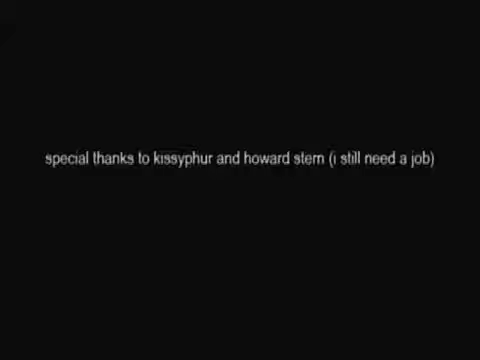 special thanks to kissyphur and howard stern (i still need a job)